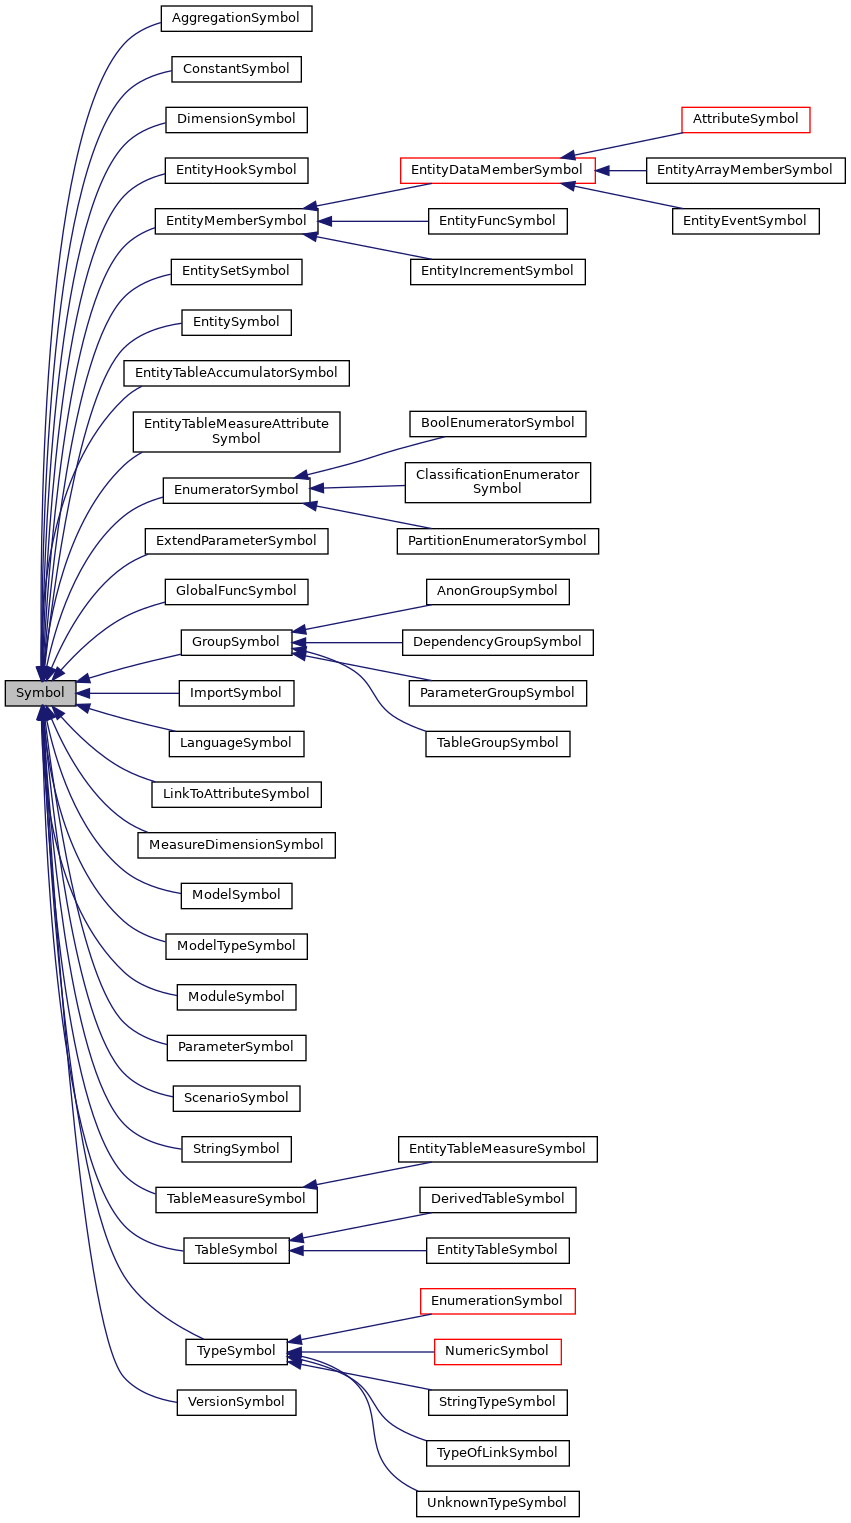 AggregationSymbol
ConstantSymbol
DimensionSymbol
AttributeSymbol
EntityHookSymbol
EntityDataMemberSymbol
EntityArrayMemberSymbol
EntityMemberSymbol
EntityFuncSymbol
EntityEventSymbol
EntitySetSymbol
EntityIncrementSymbol
EntitySymbol
EntityTableAccumulatorSymbol
EntityTableMeasureAttribute
Symbol
BoolEnumeratorSymbol
EnumeratorSymbol
ClassificationEnumerator
Symbol
ExtendParameterSymbol
PartitionEnumeratorSymbol
GlobalFuncSymbol
AnonGroupSymbol
GroupSymbol
DependencyGroupSymbol
Symbol
ImportSymbol
ParameterGroupSymbol
LanguageSymbol
TableGroupSymbol
LinkToAttributeSymbol
MeasureDimensionSymbol
ModelSymbol
ModelTypeSymbol
ModuleSymbol
ParameterSymbol
ScenarioSymbol
StringSymbol
EntityTableMeasureSymbol
TableMeasureSymbol
DerivedTableSymbol
TableSymbol
EntityTableSymbol
EnumerationSymbol
TypeSymbol
NumericSymbol
VersionSymbol
StringTypeSymbol
TypeOfLinkSymbol
UnknownTypeSymbol